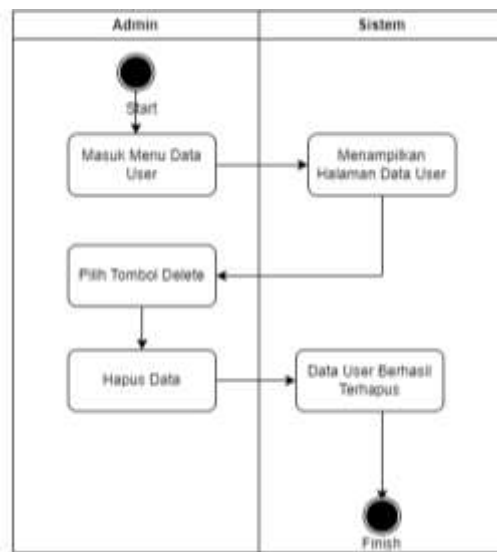 Admin
Sistem
Start
Masuk Menu Data
User
Menampilkan
Halaman Data User
Pilih Tombol Delete
Hapus Data
Data User Berhasil
Terhapus
Finish